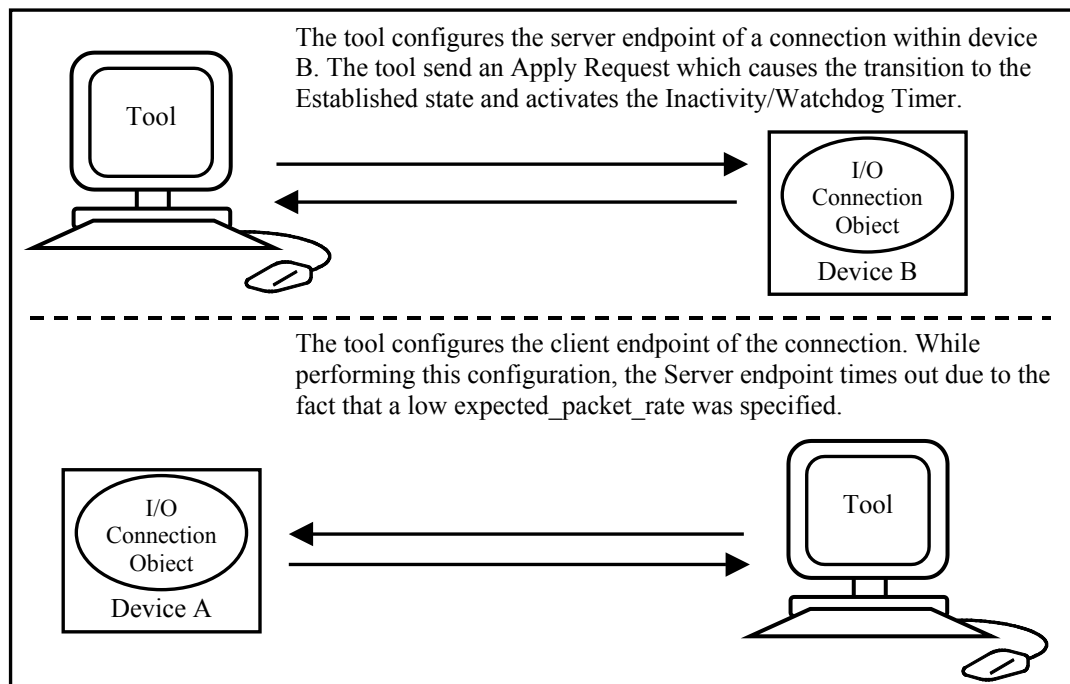 The tool configures the server endpoint of a connection within device
B. The tool send an Apply Request which causes the transition to the
Established state and activates the Inactivity/Watchdog Timer.
Tool
I/O
Connection
Object
Device B
The tool configures the client endpoint of the connection. While
performing this configuration, the Server endpoint times out due to the
fact that a low expected_packet_rate was specified.
I/O
Connection
Object
Device A
Tool